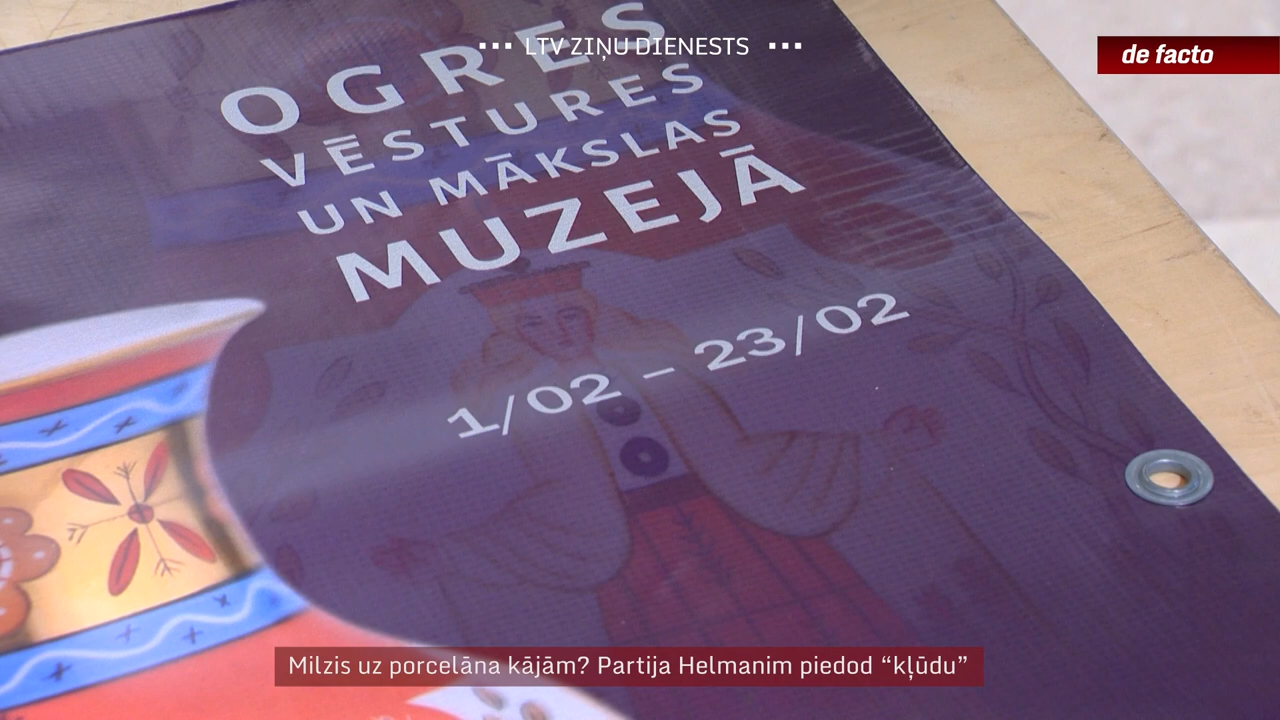 LTV ZIŅU DIENESTS
de facto
OGRES
VĒSTURES
UN MĀKSLAS
MUZEJĀ
1/02 – 23/02
Milzis uz porcelāna kājām? Partija Helmanim piedod “kļūdu”